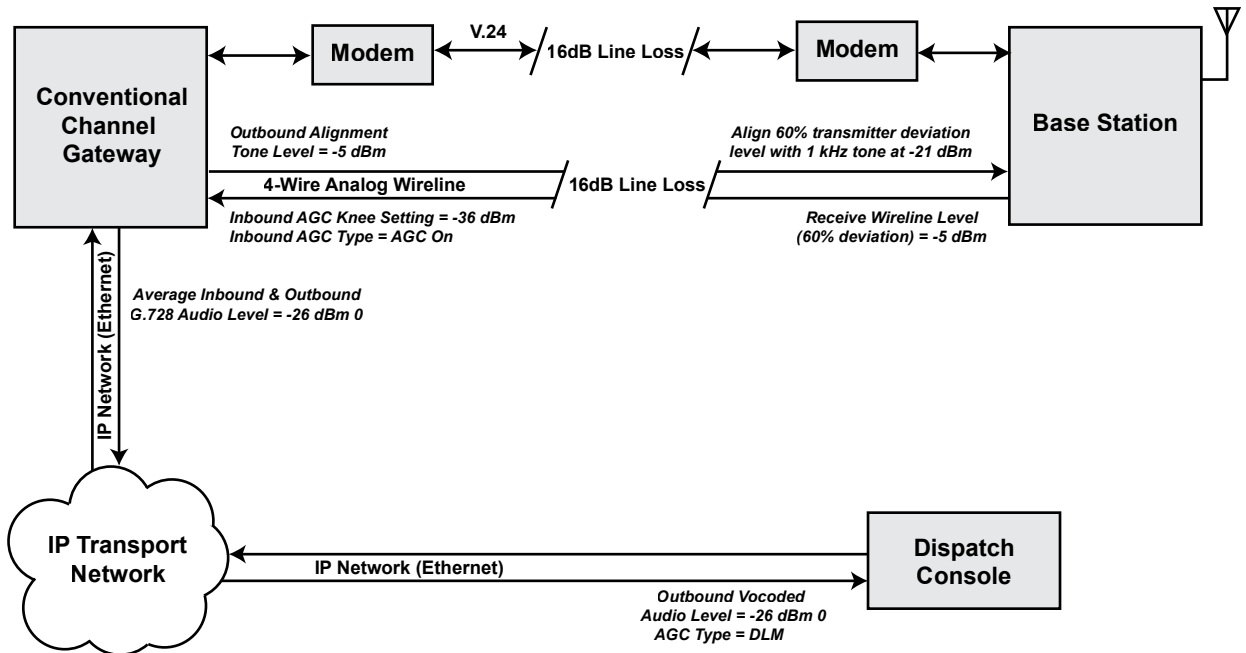 V.24
Modem
16dB Line Loss
Modem
Conventional
Channel
Gateway
Base Station
Outbound Alignment
Tone Level = -5 dBm
Align 60% transmitter deviation
level with 1 kHz tone at -21 dBm
4-Wire Analog Wireline
16dB Line Loss
Inbound AGC Knee Setting = -36 dBm
Inbound AGC Type = AGC On
Receive Wireline Level
(60% deviation) = -5 dBm
Average Inbound & Outbound
G.728 Audio Level = -26 dBm 0
IP Network (Ethernet)
IP Transport
Network
IP Network (Ethernet)
Dispatch
Console
Outbound Vocoded
Audio Level = -26 dBm 0
AGC Type = DLM